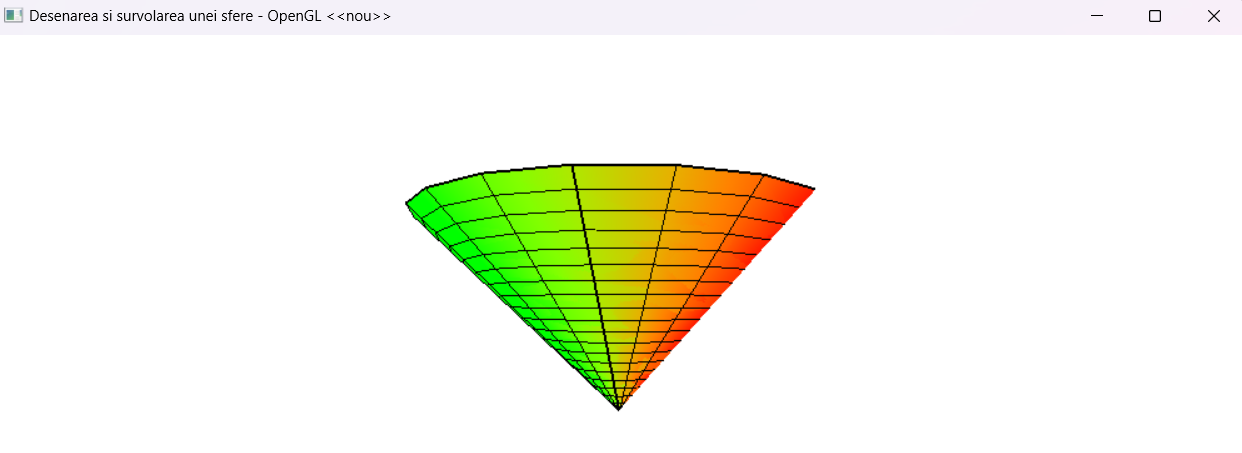 Desenarea si survolarea unei sfere - OpenGL <<nou>>